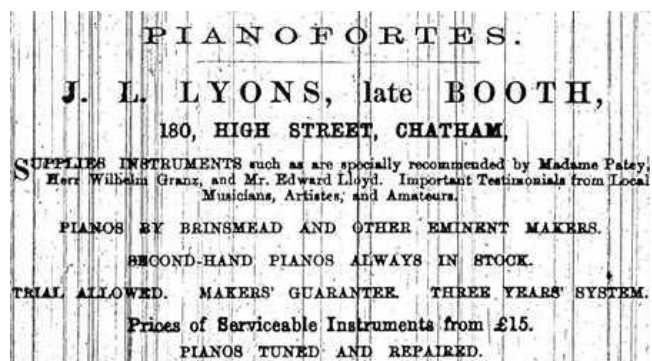 PIANOFORTES.
J. L. LYONS, late BOOTH,
180, HIGH STREET, CHATHAM,
SUPPLIES INSTRUMENTS such as are specially recommended by Madame Patey,
Herr Wilhelm Ganz, and Mr. Edward Lloyd. Important Testimonials from Local
Musicians, Artistes, and Amateurs.
PIANOS BY BRINSMEAD AND OTHER EMINENT MAKERS.
SECOND-HAND PIANOS ALWAYS IN STOCK.
TRIAL ALLOWED. MAKERS' GUARANTEE. THREE YEARS' SYSTEM.
Prices of Serviceable Instruments from £15.
PIANOS TUNED AND REPAIRED.